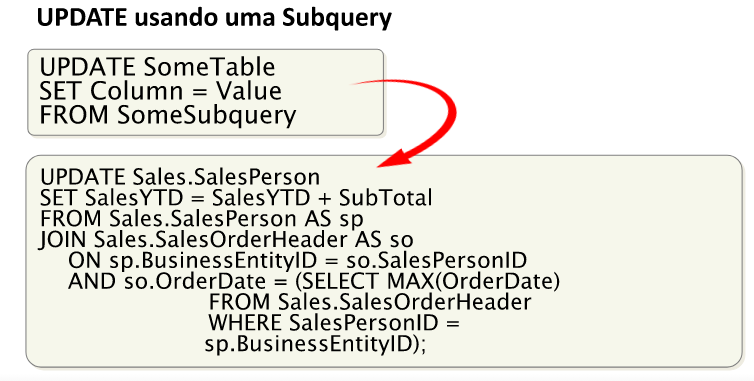 UPDATE usando uma Subquery
UPDATE SomeTable
SET Column = Value
FROM SomeSubquery
UPDATE Sales.SalesPerson
SET SalesYTD = SalesYTD + SubTotal
FROM Sales.SalesPerson AS sp
JOIN Sales.SalesOrderHeader AS so
ON sp.BusinessEntityID = so.SalesPersonID
AND so.OrderDate = (SELECT MAX(OrderDate)
FROM Sales.SalesOrderHeader
WHERE SalesPersonID =
sp.BusinessEntityID);